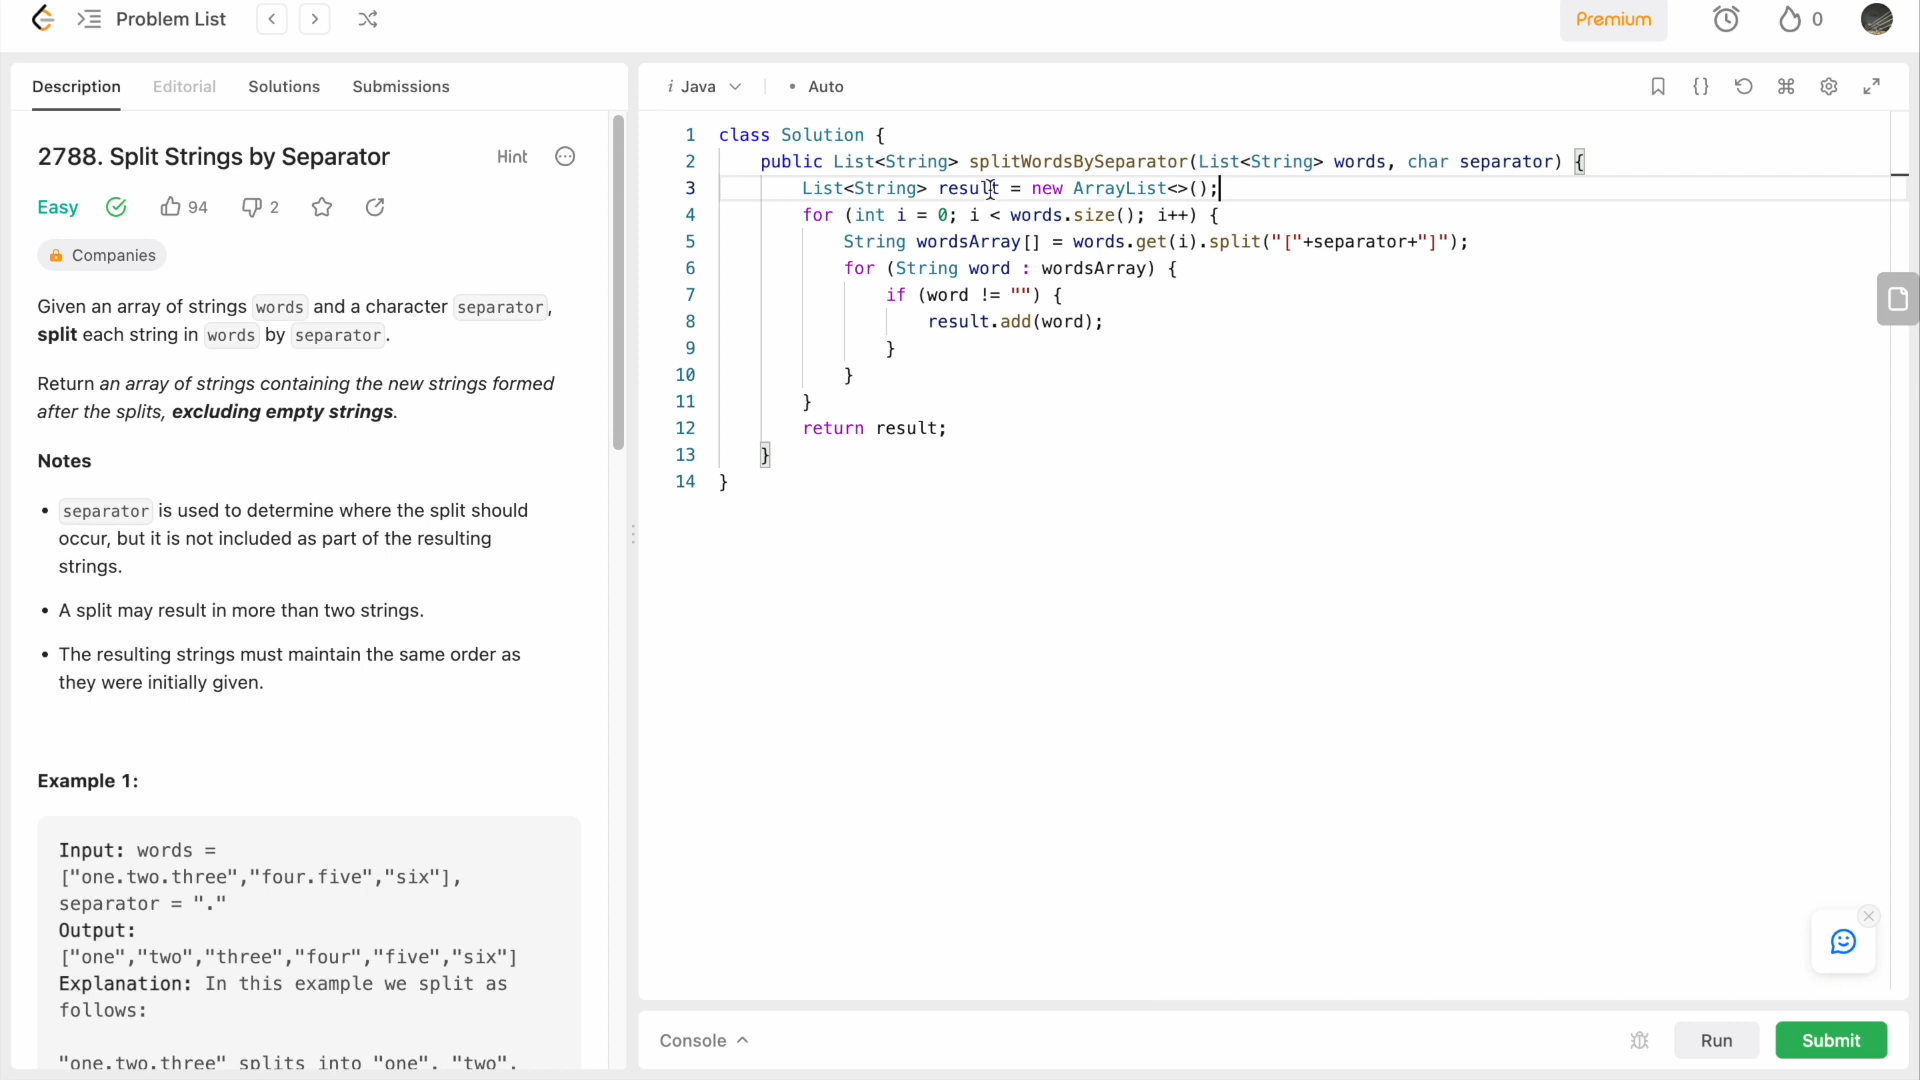 Problem List
Premium
0
Description
Editorial
Solutions
Submissions
2788. Split Strings by Separator
Hint
Easy
94
2
Companies
Given an array of strings words and a character separator,
split each string in words by separator.
Return an array of strings containing the new strings formed
after the splits, excluding empty strings.
Notes
• separator is used to determine where the split should
occur, but it is not included as part of the resulting
strings.
• A split may result in more than two strings.
• The resulting strings must maintain the same order as
they were initially given.
Example 1:
Input: words =
["one.two.three","four.five","six"],
separator = "."
Output:
["one","two","three","four","five","six"]
Explanation: In this example we split as
follows:
"one.two.three" splits into "one", "two",
i Java
• Auto
1 class Solution {
2 public List<String> splitWordsBySeparator(List<String> words, char separator) {
3 List<String> result = new ArrayList<>();
4 for (int i = 0; i < words.size(); i++) {
5 String wordsArray[] = words.get(i).split("["+separator+"]");
6 for (String word : wordsArray) {
7 if (word != "") {
8 result.add(word);
9 }
10 }
11 }
12 return result;
13 }
14 }
Console
Run
Submit